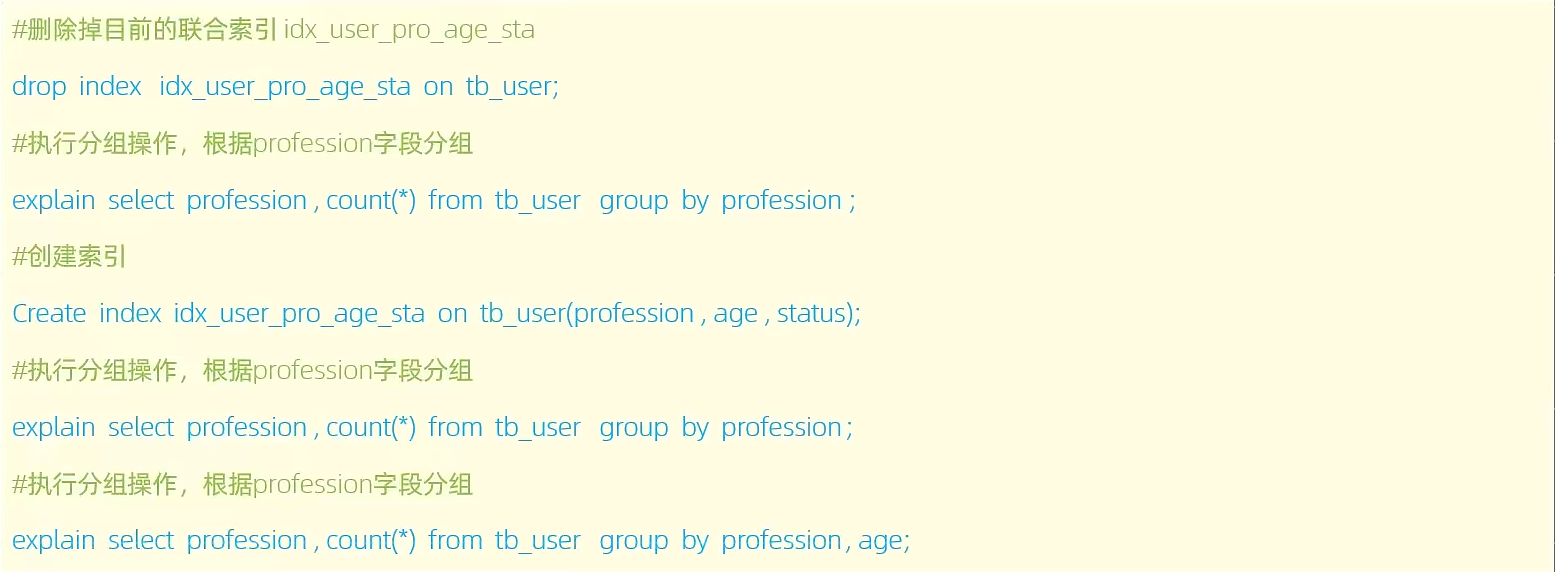 #删除掉目前的联合索引 idx_user_pro_age_sta
drop index idx_user_pro_age_sta on tb_user;
#执行分组操作，根据profession字段分组
explain select profession , count(*) from tb_user group by profession ;
#创建索引
Create index idx_user_pro_age_sta on tb_user(profession , age , status);
#执行分组操作，根据profession字段分组
explain select profession , count(*) from tb_user group by profession ;
#执行分组操作，根据profession字段分组
explain select profession , count(*) from tb_user group by profession , age;